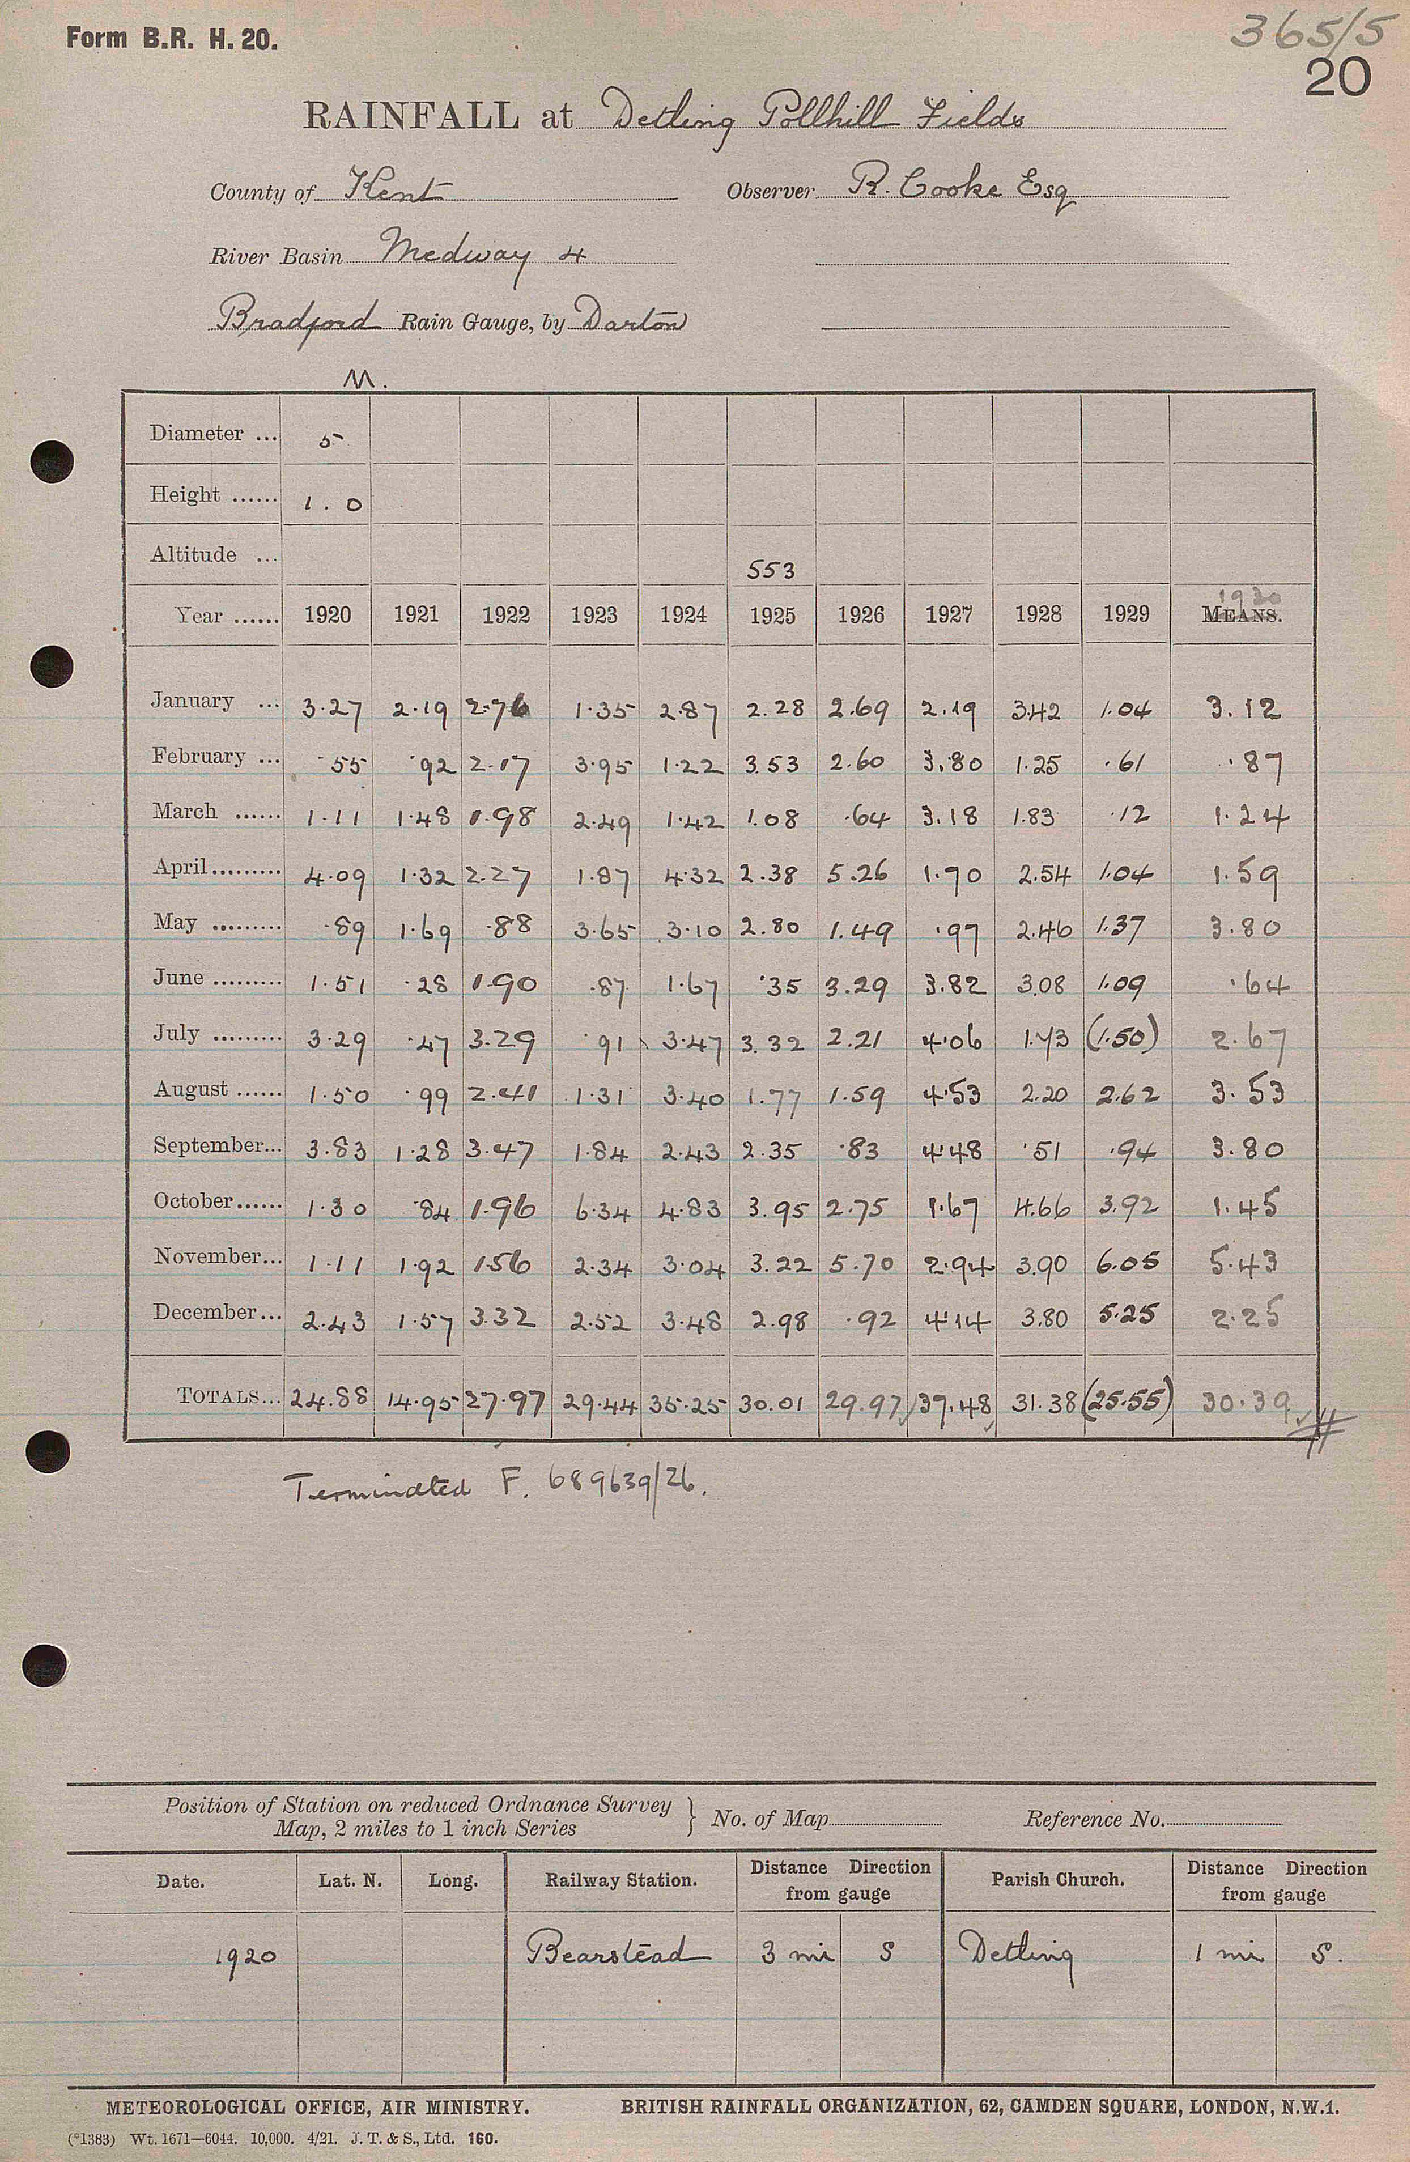 Form B.R. H. 20.
365/5
20
RAINFALL at Detling Pollhill Fields
County of Kent Observer R. Cooke Esq
River Basin Medway 4
Bradford Rain Gauge, by Darton
M.
Diameter ... 5
Height ...... 1.0
Altitude ... 553
Year ...... 1920 1921 1922 1923 1924 1925 1926 1927 1928 1929 1930 MEANS.
January ... 3.27 2.19 2.76 1.35 2.87 2.28 2.69 2.19 3.42 1.04 3.12
February ... .55 .92 2.17 3.95 1.22 3.53 2.60 3.80 1.25 .61 .87
March ...... 1.11 1.48 1.98 2.49 1.42 1.08 .64 3.18 1.83 .12 1.24
April......... 4.09 1.32 2.27 1.87 4.32 2.38 5.26 1.70 2.54 1.04 1.59
May ......... .89 1.69 .88 3.65 3.10 2.80 1.49 .97 2.46 1.37 3.80
June ......... 1.51 .28 1.90 .87 1.67 .35 3.29 3.82 3.08 1.09 .64
July ......... 3.29 .47 3.29 .91 3.47 3.32 2.21 4.06 1.73 (1.50) 2.67
August ...... 1.50 .99 2.41 1.31 3.40 1.77 1.59 4.53 2.20 2.62 3.53
September... 3.83 1.28 3.47 1.84 2.43 2.35 .83 4.48 .51 .94 3.80
October...... 1.30 .84 1.96 6.34 4.83 3.95 2.75 1.67 4.66 3.92 1.45
November... 1.11 1.92 1.56 2.34 3.04 3.22 5.70 2.94 3.90 6.05 5.43
December... 2.43 1.57 3.32 2.52 3.48 2.98 .92 4.14 3.80 5.25 2.25
TOTALS... 24.88 14.95 27.97 29.44 35.25 30.01 29.97 37.48 31.38 (25.55) 30.39
Terminated F. 689639/26.
Position of Station on reduced Ordnance Survey
Map, 2 miles to 1 inch Series } No. of Map Reference No.
Date. Lat. N. Long. Railway Station. Distance Direction from gauge Parish Church. Distance Direction from gauge
1920 Bearstead 3 mi S Detling 1 mi S.
METEOROLOGICAL OFFICE, AIR MINISTRY. BRITISH RAINFALL ORGANIZATION, 62, CAMDEN SQUARE, LONDON, N.W.1.
(*1383) Wt. 1671—6044. 10,000. 4/21. J. T. & S., Ltd. 160.